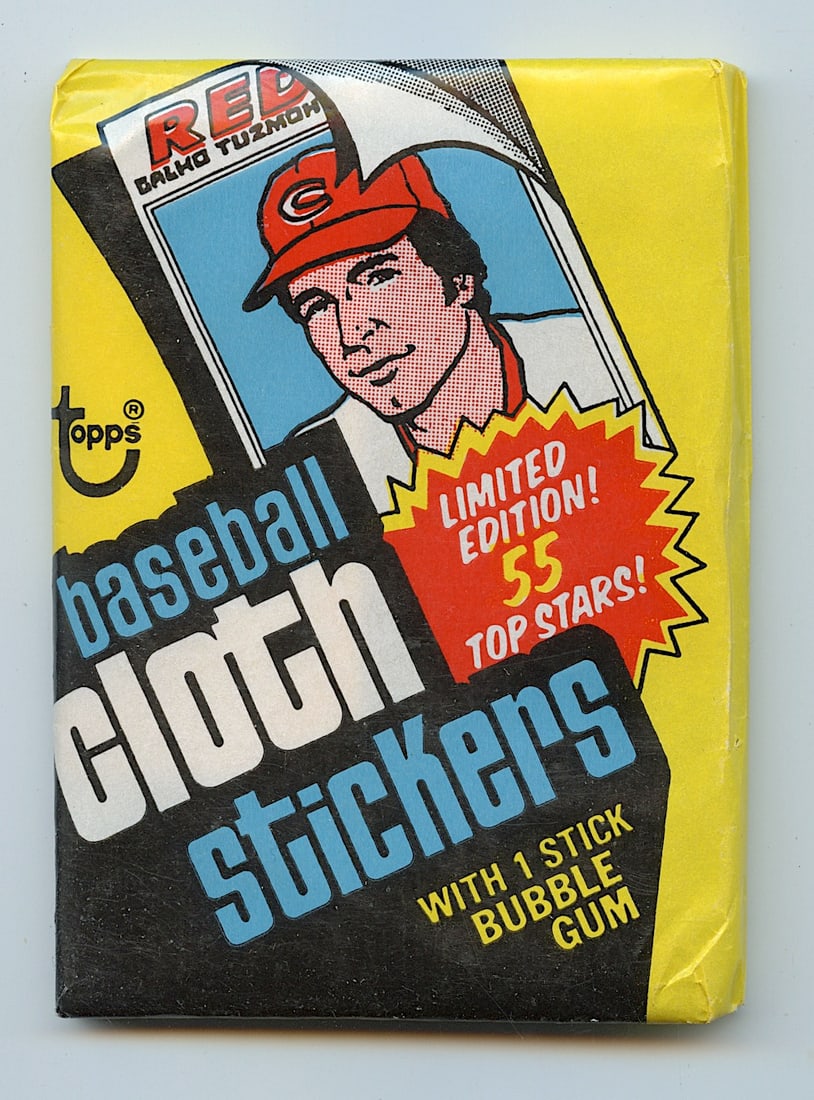 RED
BALHO TUZMOH
C
topps®
baseball
cloth
stickers
LIMITED
EDITION!
55
TOP STARS!
WITH 1 STICK
BUBBLE
GUM